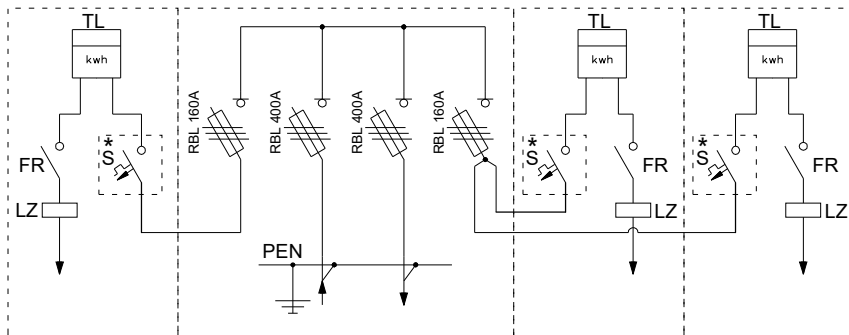 TL
kwh
FR
*
S
LZ
RBL 160A
RBL 400A
RBL 400A
RBL 160A
PEN
TL
kwh
*
S
FR
LZ
TL
kwh
*
S
FR
LZ